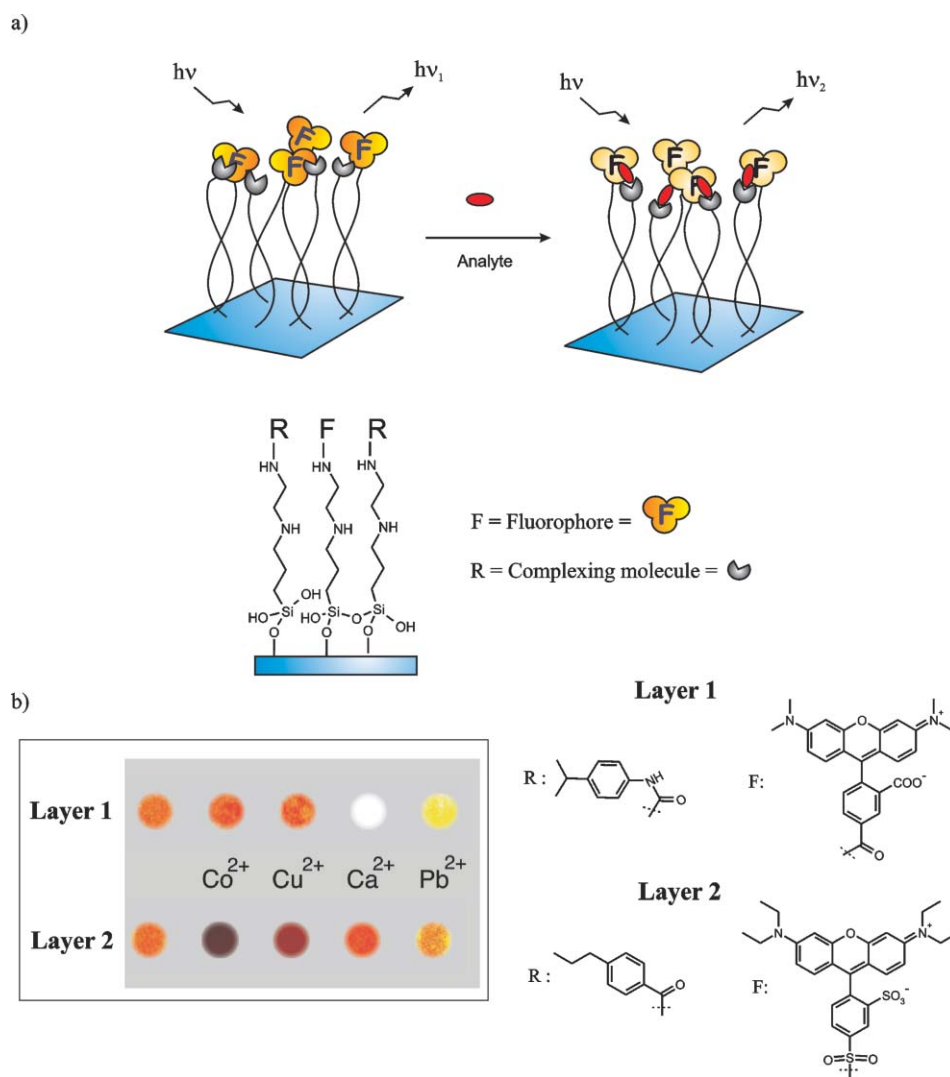 a)
hν
hν₁
hν
hν₂
F
F
F
F
F
F
F
F
Analyte
R F R
HN HN HN
NH NH NH
OH
HO Si HO Si O Si OH
O O O
F = Fluorophore = F
R = Complexing molecule =
b)
Layer 1
Co²⁺ Cu²⁺ Ca²⁺ Pb²⁺
Layer 2
Layer 1
R :
NH
O
F:
N O N⁺
COO⁻
O
Layer 2
R :
O
F:
N O N⁺
SO₃⁻
O=S=O